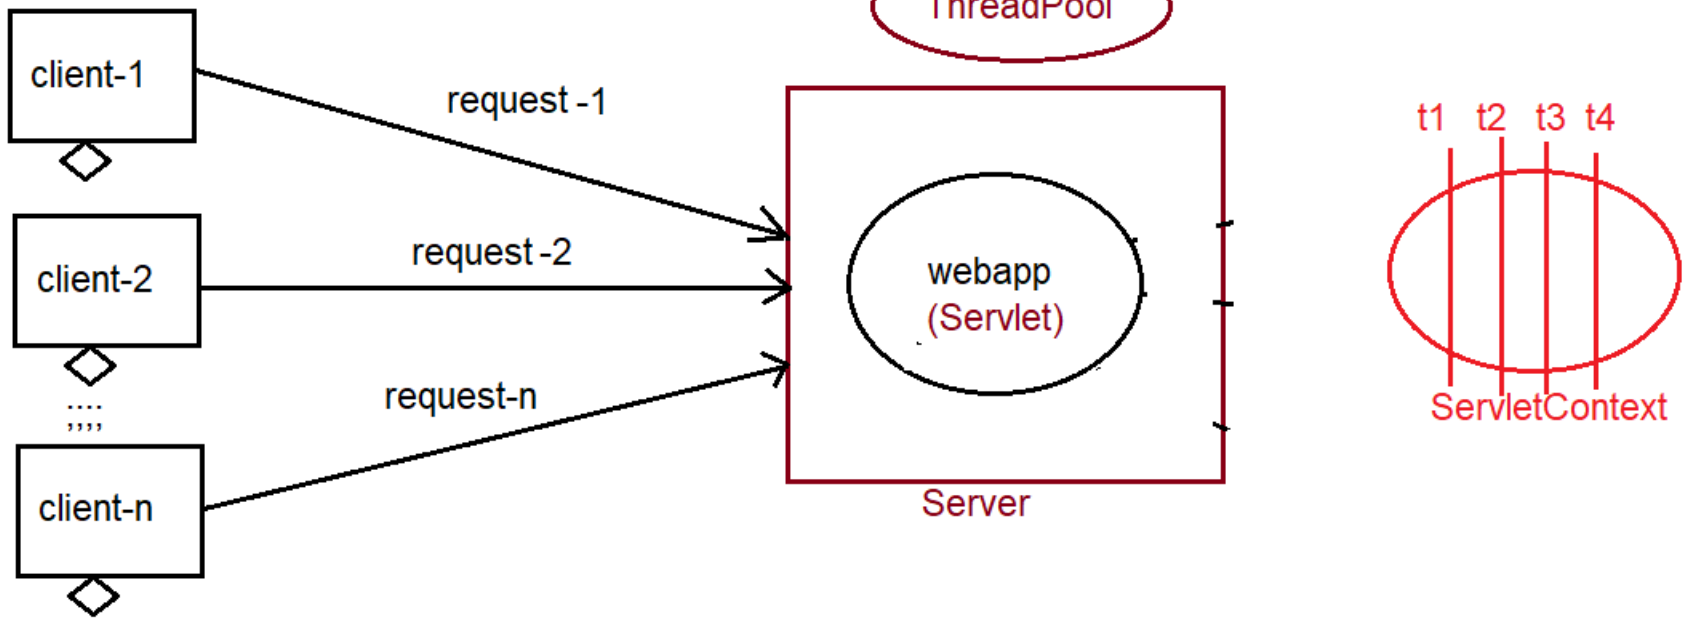 ThreadPool
client-1
request -1
t1 t2 t3 t4
client-2
request -2
webapp
(Servlet)
;;;;
request-n
ServletContext
client-n
Server